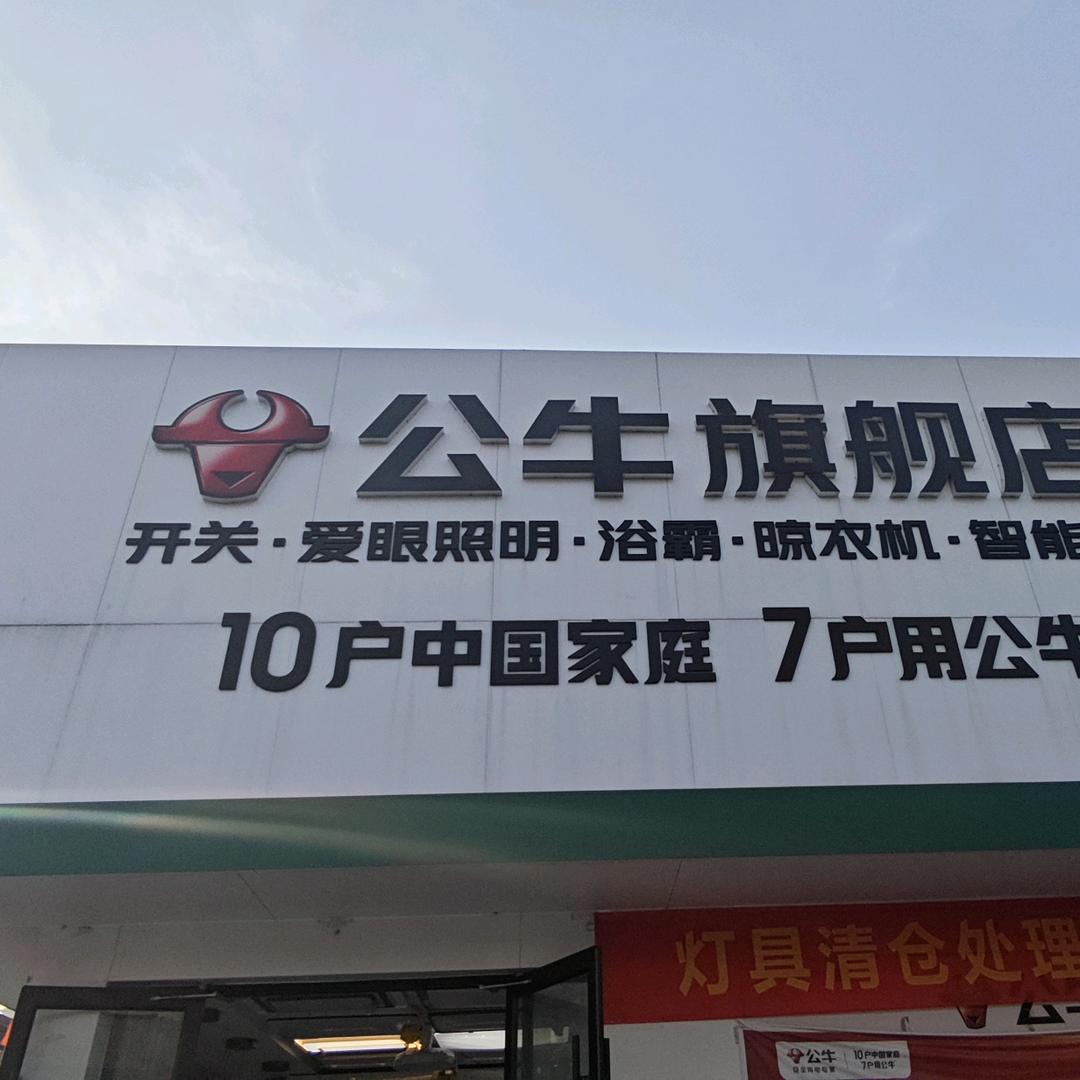 公牛旗舰店
开关·爱眼照明·浴霸·晾衣机·智能
10户中国家庭 7户用公牛
灯具清仓处理
公牛
公牛
10户中国家庭
7户用公牛